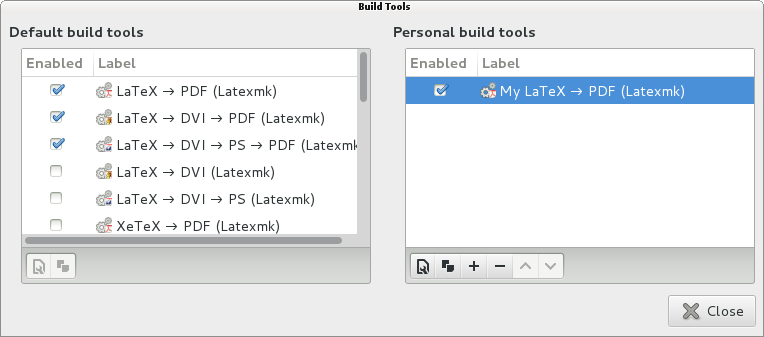 Build Tools
Default build tools
Enabled Label
LaTeX → PDF (Latexmk)
LaTeX → DVI → PDF (Latexmk)
LaTeX → DVI → PS → PDF (Latexmk
LaTeX → DVI (Latexmk)
LaTeX → DVI → PS (Latexmk)
XeTeX → PDF (Latexmk)
Personal build tools
Enabled Label
My LaTeX → PDF (Latexmk)
Close